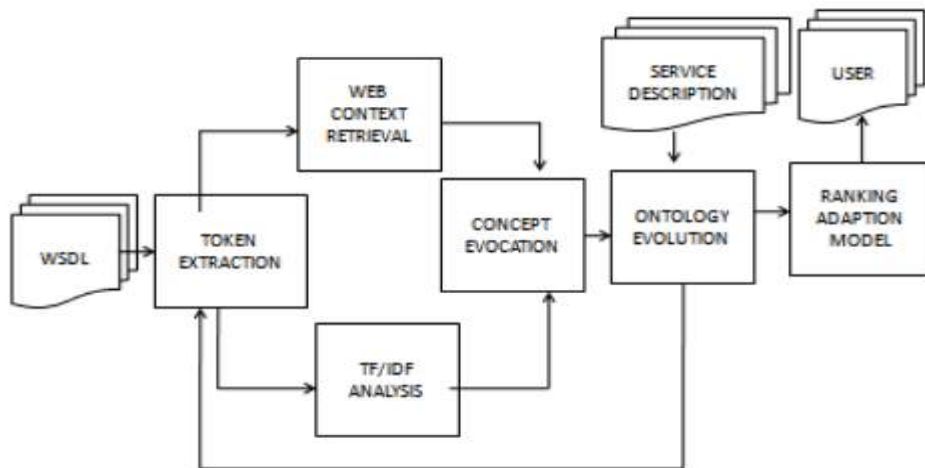 WEB
CONTEXT
RETRIEVAL
SERVICE
DESCRIPTION
USER
WSDL
TOKEN
EXTRACTION
CONCEPT
EVOCATION
ONTOLOGY
EVOLUTION
RANKING
ADAPTION
MODEL
TF/IDF
ANALYSIS